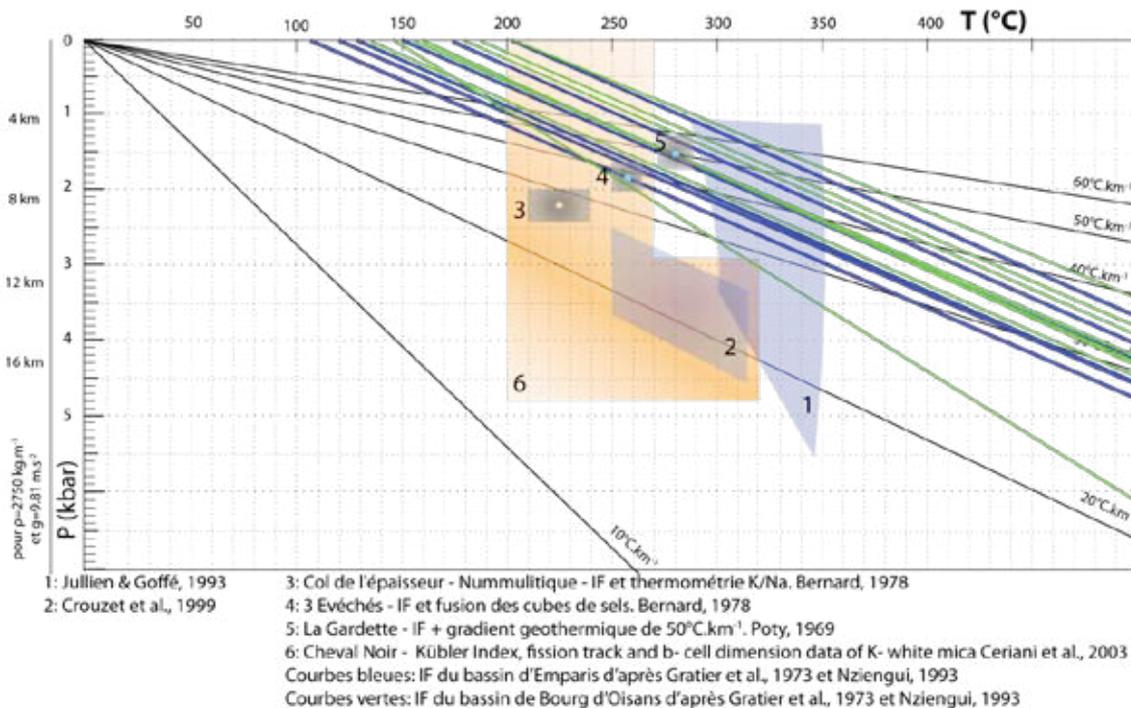 50 100 150 200 250 300 350 400 T (°C)
0
1
4 km
2
8 km
3
12 km
4
16 km
5
P (kbar)
pour ρ=2750 kg.m⁻³
et g=9,81 m.s²
5
4
3
6
2
1
60°C.km⁻¹
50°C.km⁻¹
40°C.km⁻¹
20°C.km
10°C.km⁻¹
1: Jullien & Goffé, 1993
2: Crouzet et al., 1999
3: Col de l'épaisseur - Nummulitique - IF et thermométrie K/Na. Bernard, 1978
4: 3 Evéchés - IF et fusion des cubes de sels. Bernard, 1978
5: La Gardette - IF + gradient geothermique de 50°C.km⁻¹. Poty, 1969
6: Cheval Noir - Kübler Index, fission track and b- cell dimension data of K- white mica Ceriani et al., 2003
Courbes bleues: IF du bassin d'Emparis d'après Gratier et al., 1973 et Nziengui, 1993
Courbes vertes: IF du bassin de Bourg d'Oisans d'après Gratier et al., 1973 et Nziengui, 1993